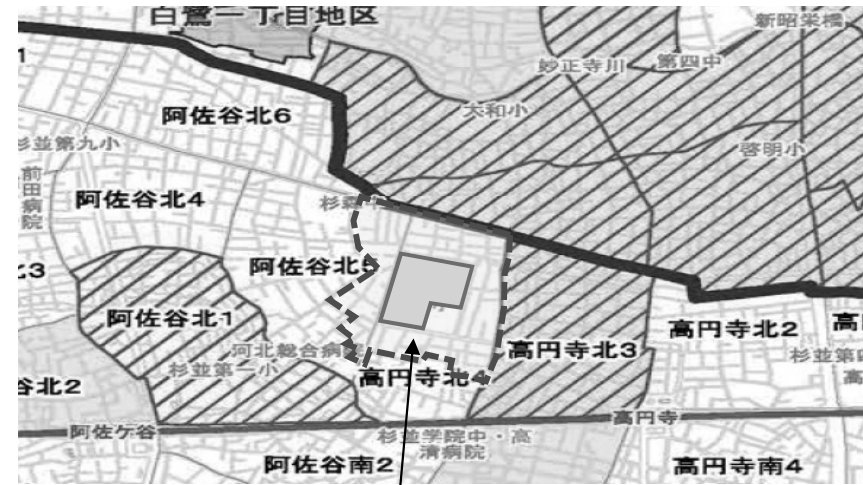 白鷺一丁目地区
新昭栄橋
妙正寺川
第四中
阿佐谷北6
大和小
杉並第九小
啓明小
前田病院
阿佐谷北4
杉森中
阿佐谷北5
阿佐谷北1
高円寺北2
河北総合病院
高円寺北3
杉並第一小
高円寺北4
谷北2
高円寺
阿佐ケ谷
杉並学院中・高
清病院
阿佐谷南2
高円寺南4